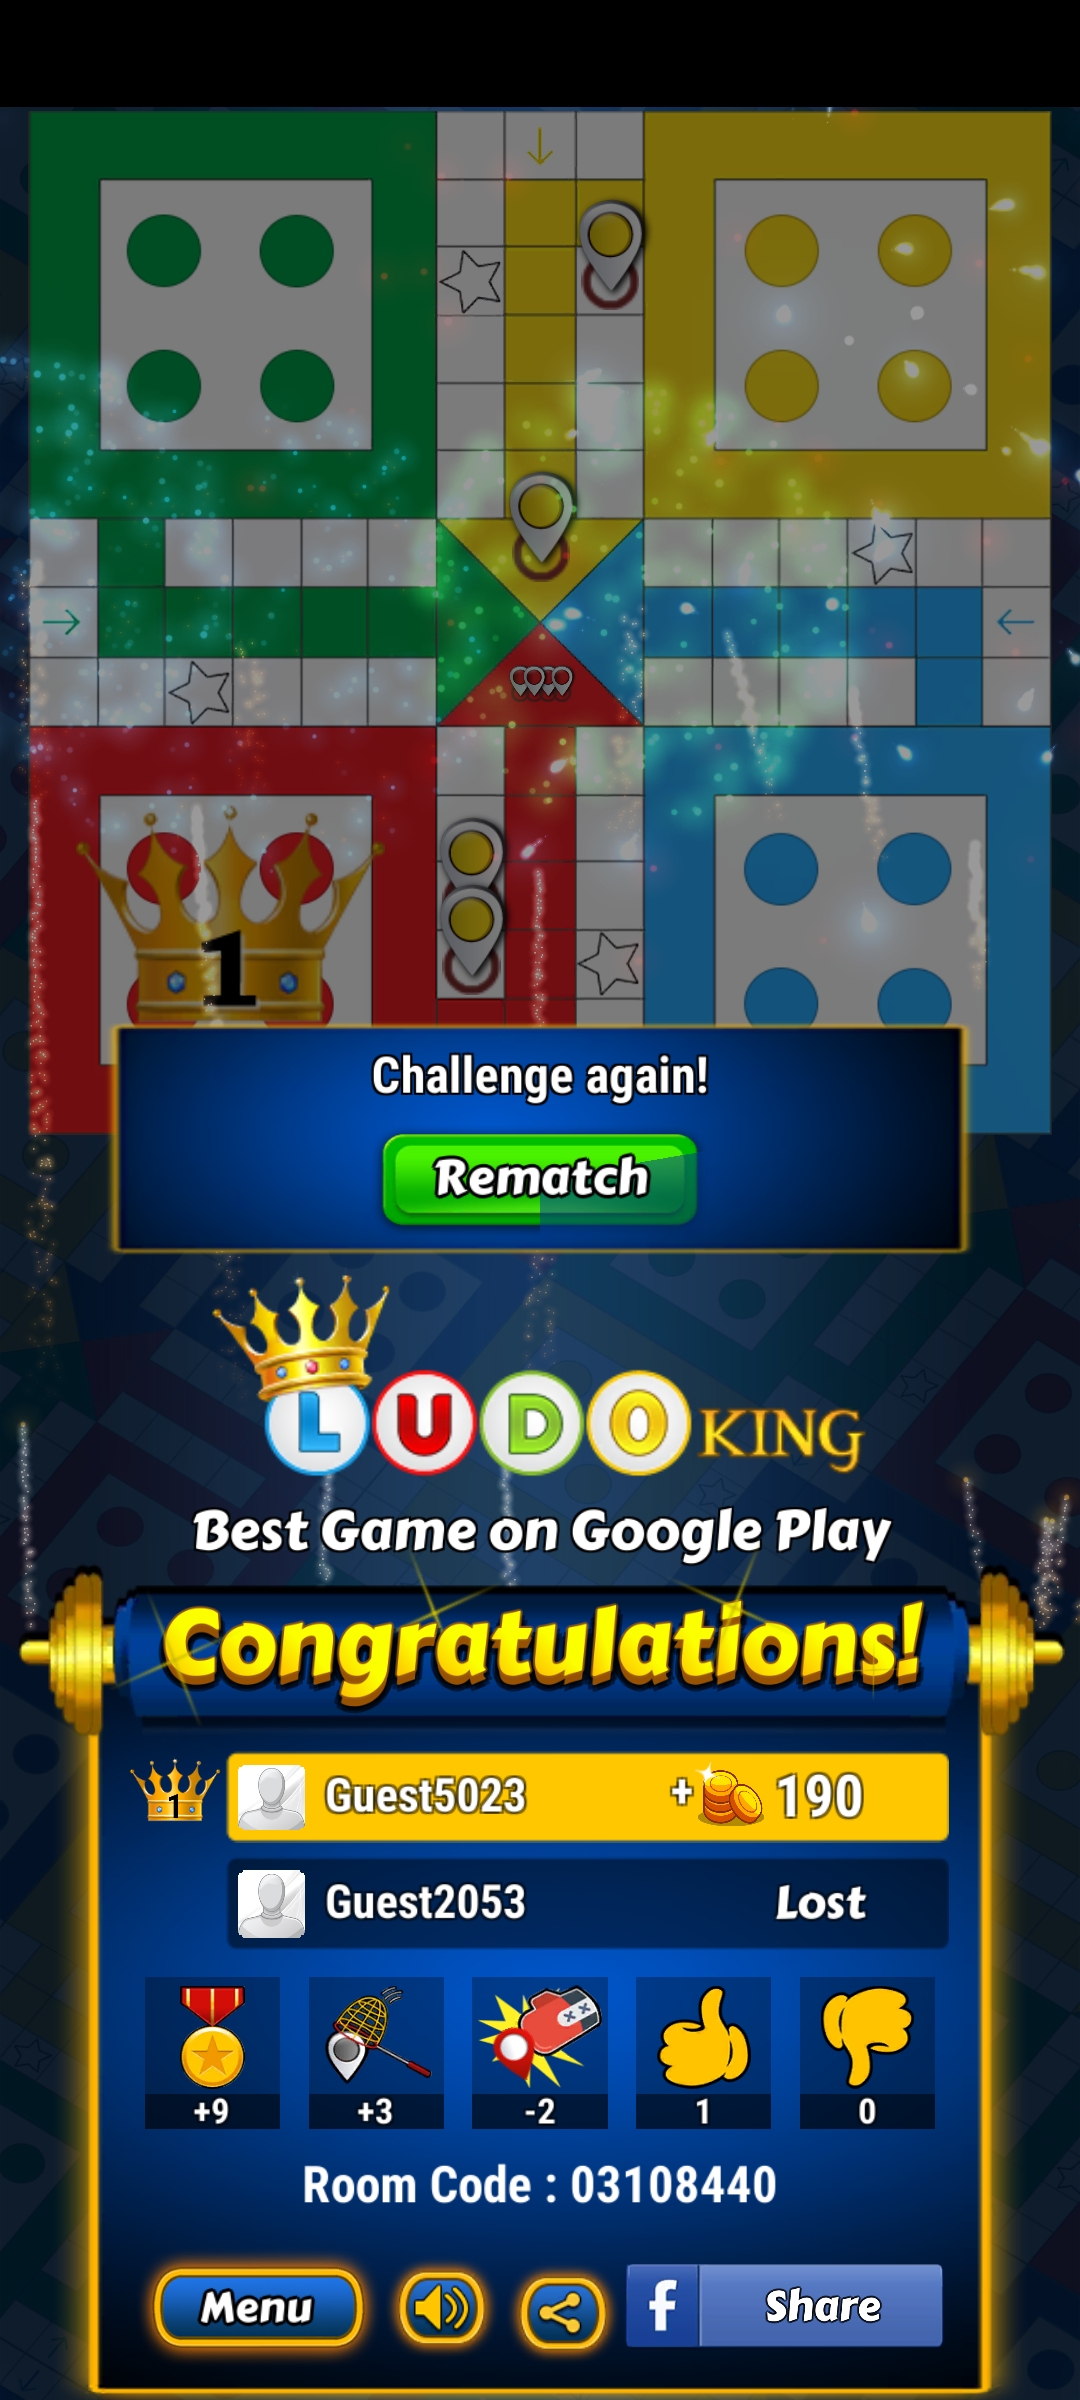 1
Challenge again!
Rematch
LUDO KING
Best Game on Google Play
Congratulations!
1 Guest5023 + 190
Guest2053 Lost
+9 +3 -2 1 0
Room Code : 03108440
Menu f Share